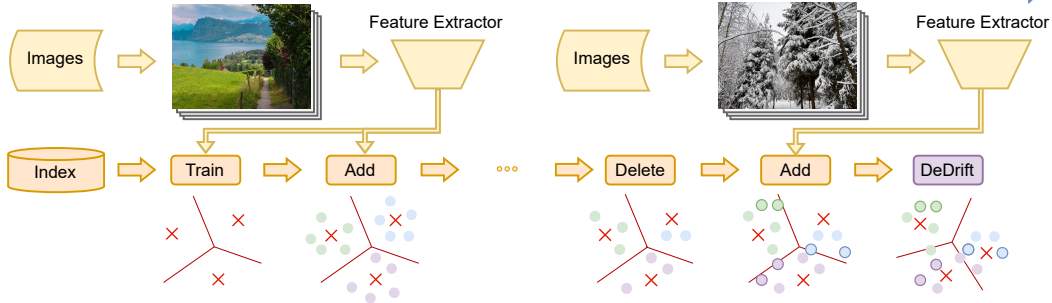 Feature Extractor
Feature Extractor
Images
Images
Index
Train
Add
Delete
Add
DeDrift